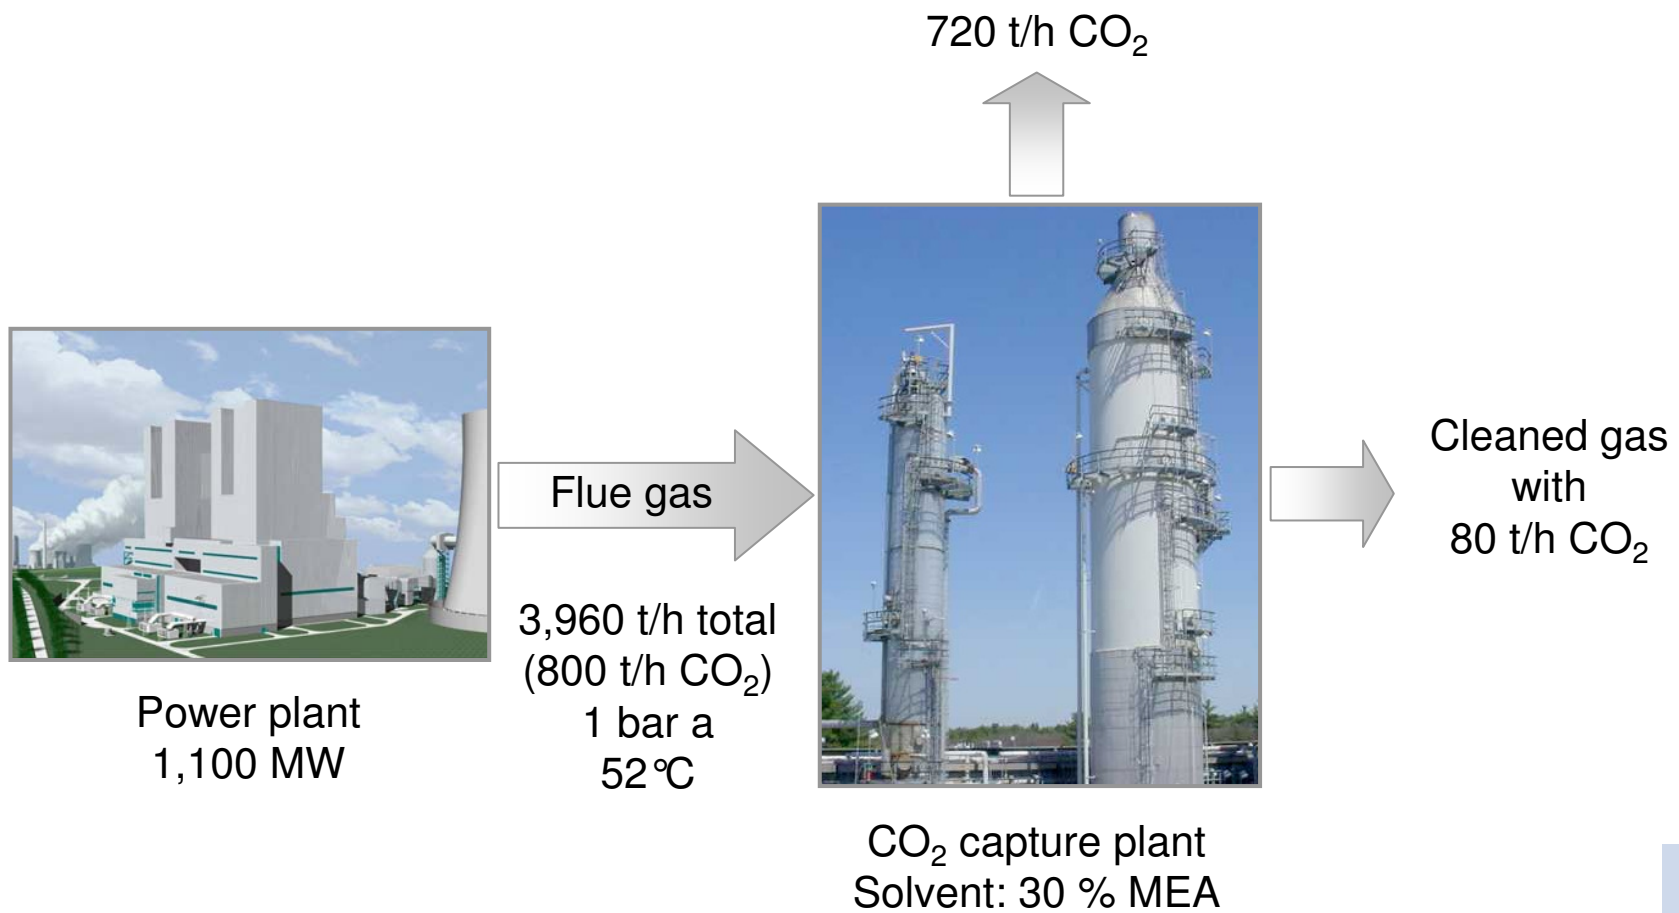 720 t/h CO₂
Flue gas
3,960 t/h total
(800 t/h CO₂)
1 bar a
52°C
Power plant
1,100 MW
Cleaned gas
with
80 t/h CO₂
CO₂ capture plant
Solvent: 30 % MEA